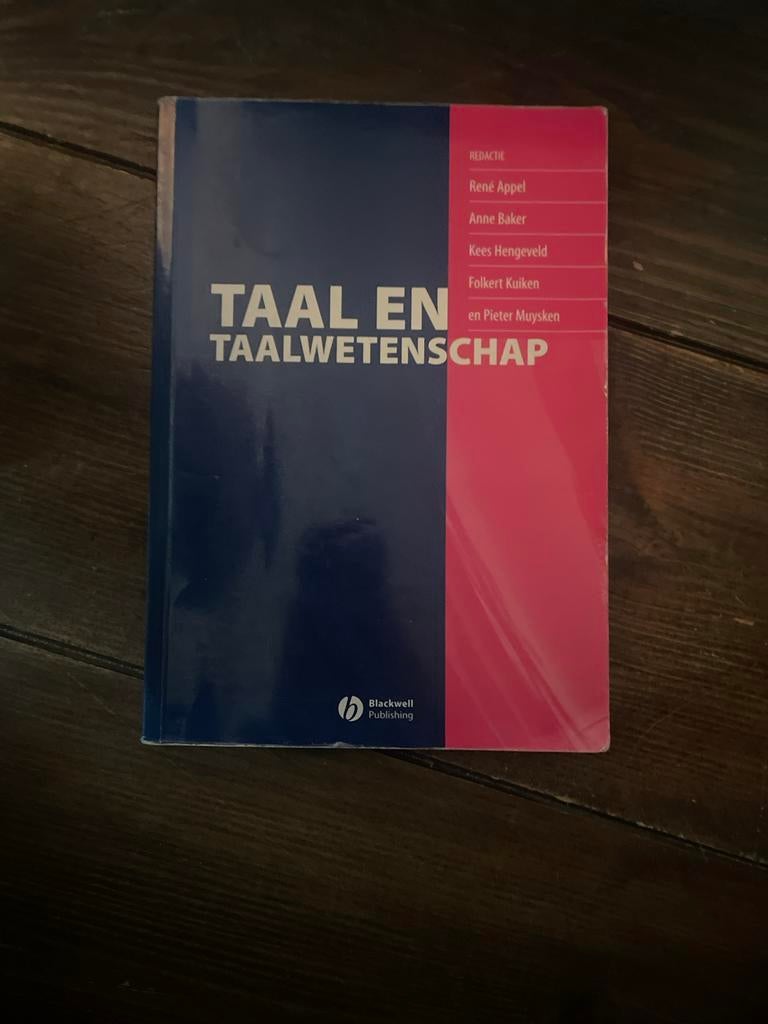 REDACTIE
René Appel
Anne Baker
Kees Hengeveld
Folkert Kuiken
en Pieter Muysken
TAAL EN
TAALWETENSCHAP
b Blackwell
Publishing